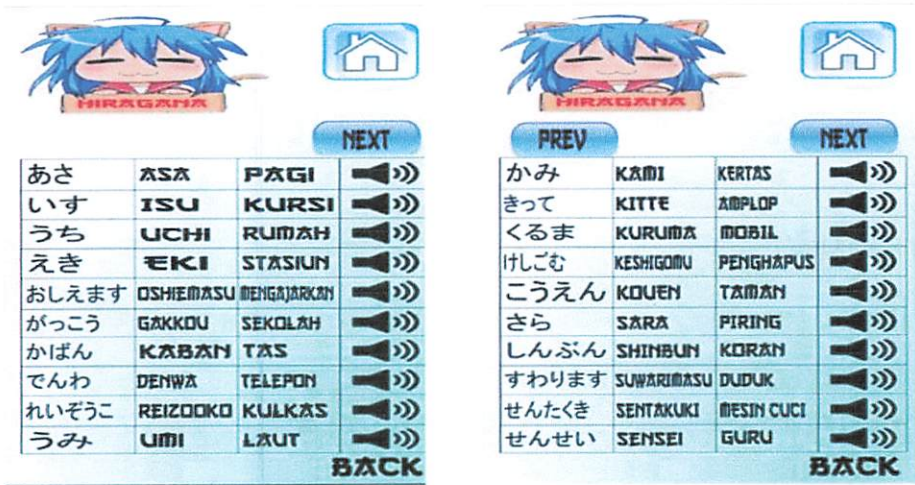 HIRAGANA
NEXT
あさ ASA PAGI
いす ISU KURSI
うち UCHI RUMAH
えき EKI STASIUN
おしえます OSHIEMASU MENGAJARKAN
がっこう GAKKOU SEKOLAH
かばん KABAN TAS
でんわ DENWA TELEPON
れいぞうこ REIZOOKO KULKAS
うみ UMI LAUT
BACK
HIRAGANA
PREV NEXT
かみ KAMI KERTAS
きって KITTE AMPLOP
くるま KURUMA MOBIL
けしごむ KESHIGOMU PENGHAPUS
こうえん KOUEN TAMAN
さら SARA PIRING
しんぶん SHINBUN KORAN
すわります SUWARIMASU DUDUK
せんたくき SENTAKUKI MESIN CUCI
せんせい SENSEI GURU
BACK